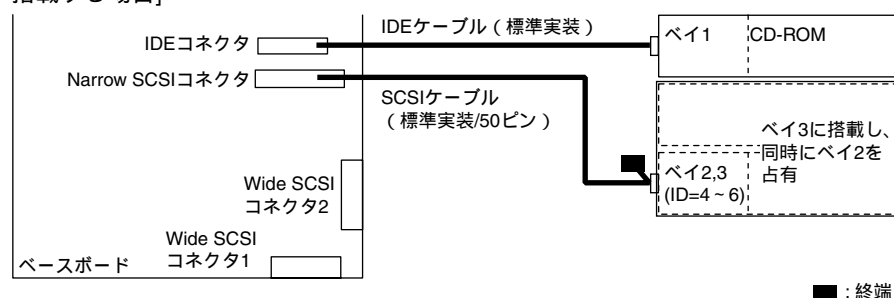 搭載する場合]
IDEコネクタ
IDEケーブル（標準実装）
ベイ1
CD-ROM
Narrow SCSIコネクタ
SCSIケーブル
（標準実装/50ピン）
ベイ3に搭載し、
同時にベイ2を
占有
ベイ2,3
(ID=4～6)
Wide SCSI
コネクタ2
Wide SCSI
コネクタ1
ベースボード
：終端